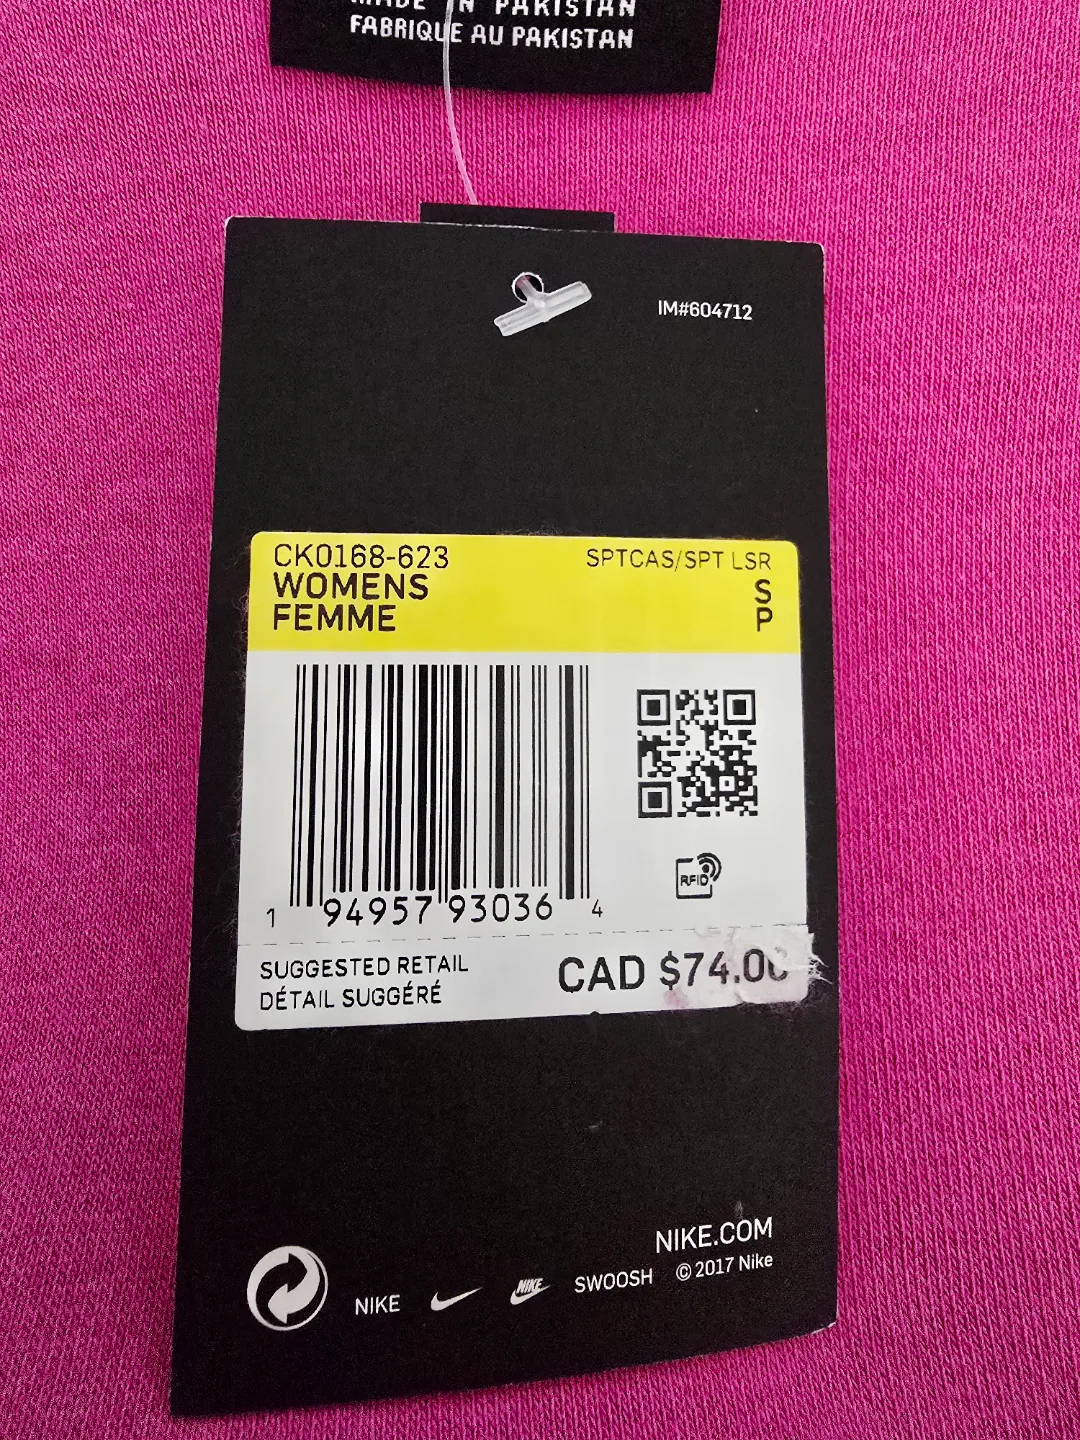 MADE IN PAKISTAN
FABRIQUE AU PAKISTAN
IM#604712
CK0168-623 SPTCAS/SPT LSR
WOMENS S
FEMME P
RFID
1 94957 93036 4
SUGGESTED RETAIL CAD $74.00
DÉTAIL SUGGÉRÉ
NIKE.COM
NIKE NIKE SWOOSH © 2017 Nike